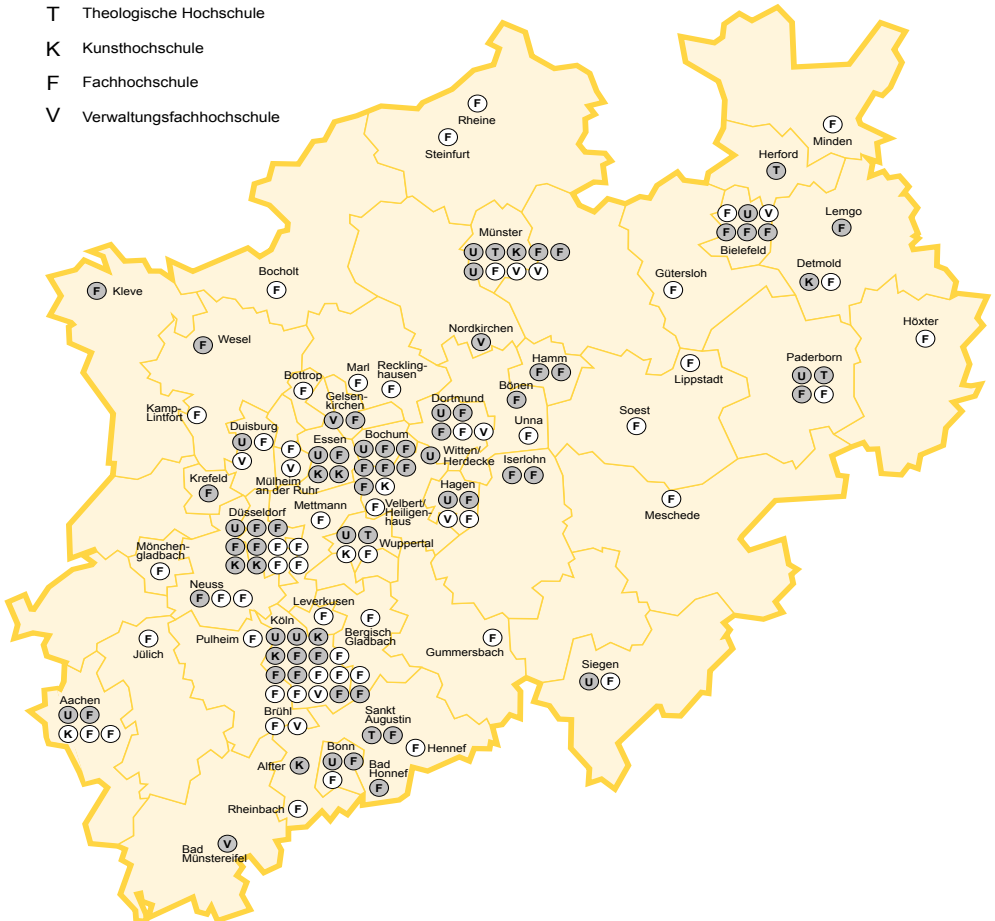 T Theologische Hochschule
K Kunsthochschule
F Fachhochschule
V Verwaltungsfachhochschule
F
Rheine
F
Steinfurt
F
Minden
Herford
T
F U V
F F F
Bielefeld
Lemgo
F
Münster
U T K F F
U F V V
Detmold
K F
Gütersloh
F
Bocholt
F
F Kleve
Höxter
F
Nordkirchen
V
F Wesel
Hamm
F F
F
Lippstadt
Paderborn
U T
F F
Marl
F
Reckling-
hausen
F
Bottrop
F
Bönen
F
Gelsen-
kirchen
V F
Dortmund
U F
F F V
Kamp-
Lintfort
F
Unna
F
Soest
F
Duisburg
U F
V
F
V
Mülheim
an der Ruhr
Essen
U F
K K
Bochum
U F F
F F F
F K
U Witten/
Herdecke
Iserlohn
F F
Krefeld
F
Hagen
U F
V F
F
Meschede
Mettmann
F
F Velbert/
Heiligen-
haus
Düsseldorf
U F F
F F F F
K K F F
U T
K F
Wuppertal
Mönchen-
gladbach
F
Neuss
F F F
Leverkusen
F
F
Bergisch
Gladbach
F
Jülich
Pulheim F
Köln
U U K
K F F F
F F F F F
F F V F F
F
Gummersbach
Siegen
U F
Aachen
U F
K F F
Brühl
F V
Sankt
Augustin
T F
F Hennef
Alfter K
Bonn
U F
F
Bad
Honnef
F
Rheinbach F
V
Bad
Münstereifel